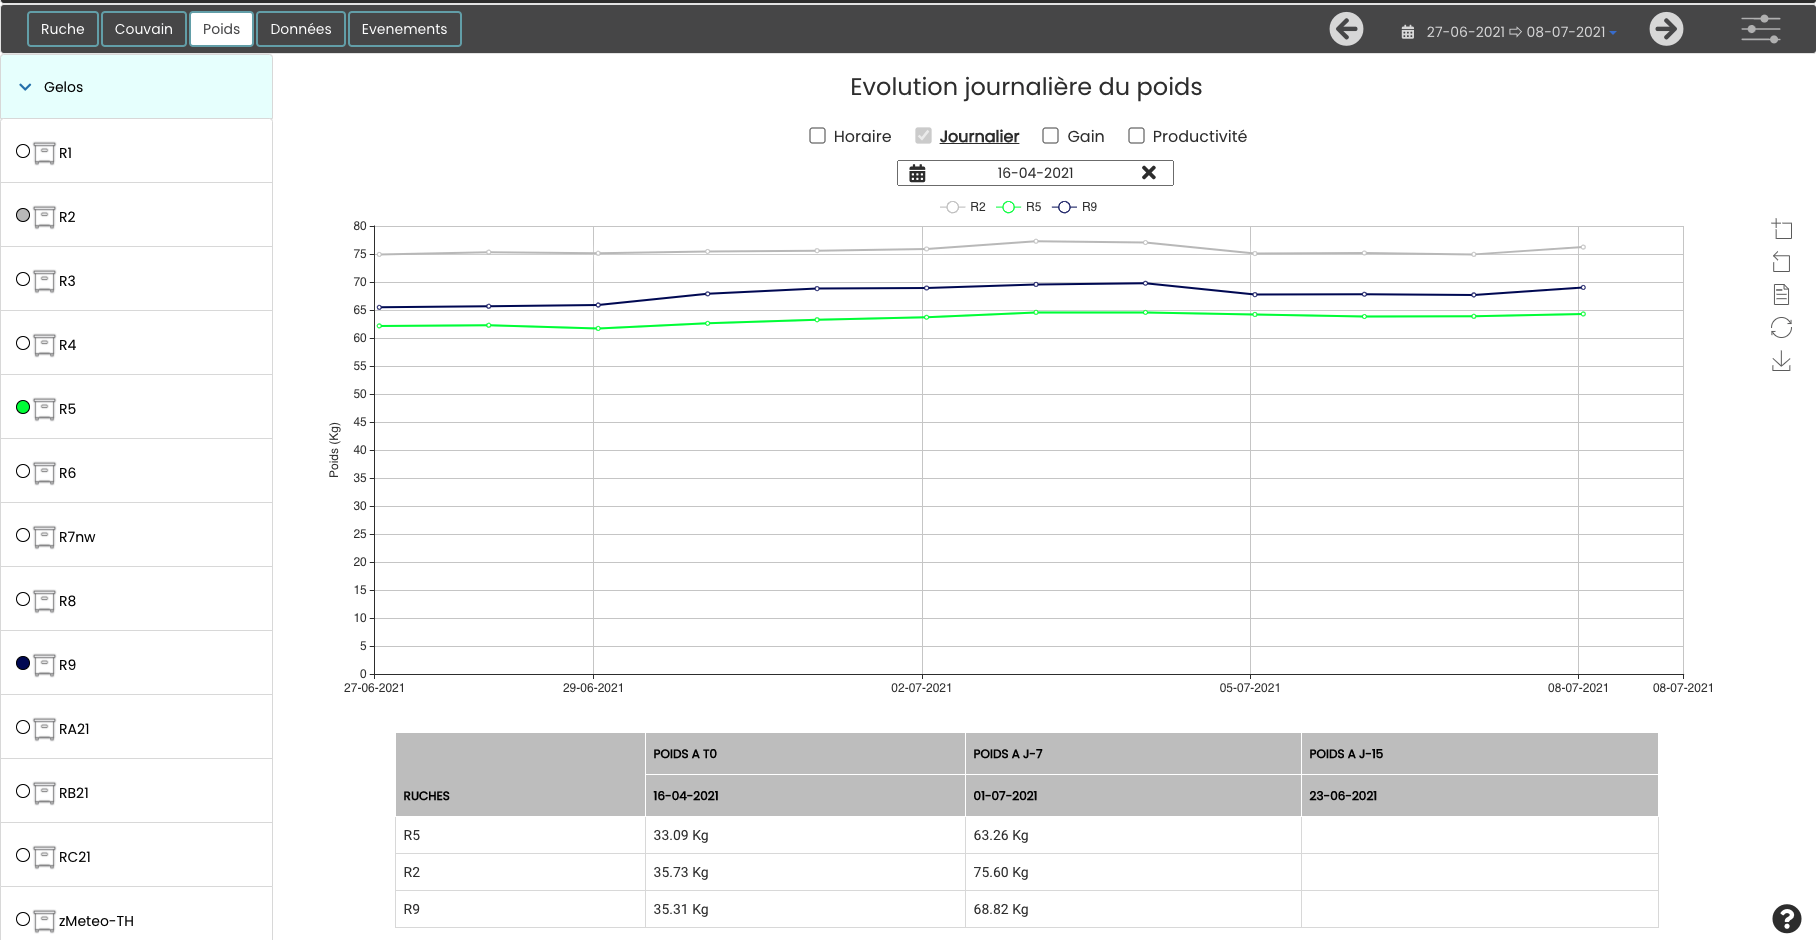 Ruche Couvain Poids Données Evenements 27-06-2021 ⇨ 08-07-2021
Gelos
R1
R2
R3
R4
R5
R6
R7nw
R8
R9
RA21
RB21
RC21
zMeteo-TH
Evolution journalière du poids
Horaire Journalier Gain Productivité
16-04-2021
R2 R5 R9
Poids (Kg)
80
75
70
65
60
55
50
45
40
35
30
25
20
15
10
5
0
27-06-2021 29-06-2021 02-07-2021 05-07-2021 08-07-2021 08-07-2021
POIDS A T0 POIDS A J-7 POIDS A J-15
RUCHES 16-04-2021 01-07-2021 23-06-2021
R5 33.09 Kg 63.26 Kg
R2 35.73 Kg 75.60 Kg
R9 35.31 Kg 68.82 Kg
?